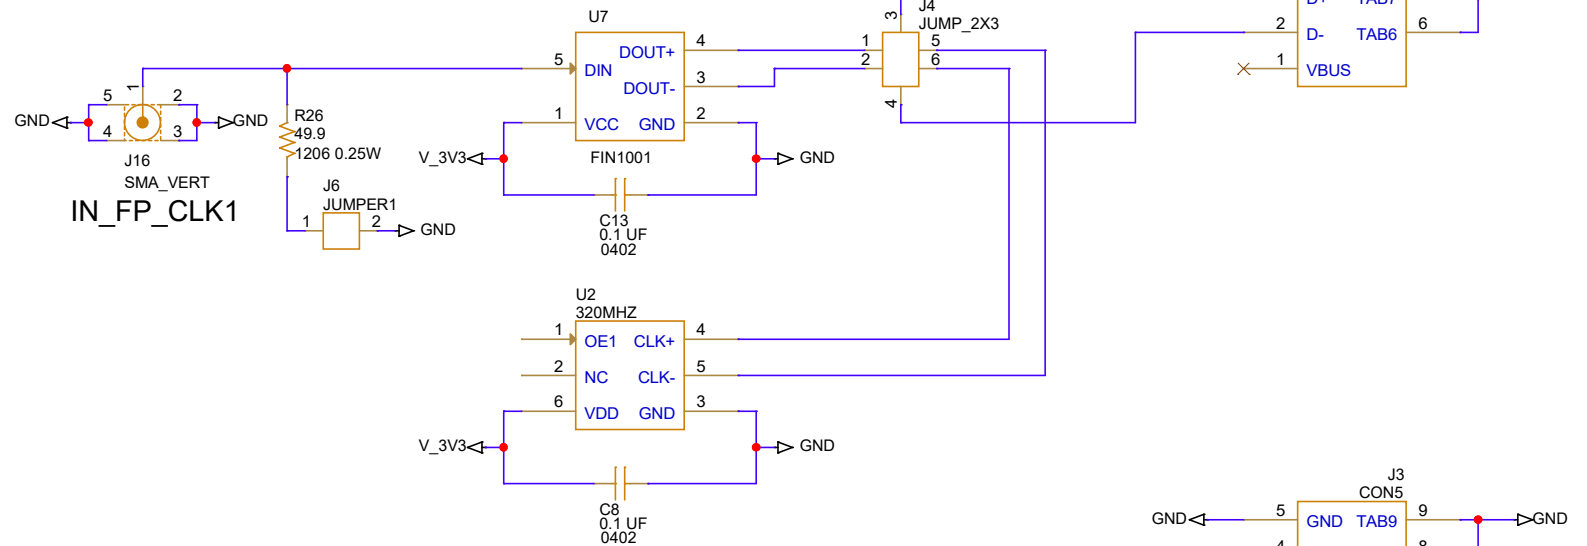 U7
J4
JUMP_2X3
3
1
2
5
6
4
D+ TAB7
2 D- TAB6 6
1 VBUS
5 DIN DOUT+ 4
DOUT- 3
1 VCC GND 2
FIN1001
V_3V3
GND
C13
0.1 UF
0402
GND
5
4
1
2
3
GND
J16
SMA_VERT
IN_FP_CLK1
R26
49.9
1206 0.25W
J6
JUMPER1
1 2 GND
U2
320MHZ
1 OE1 CLK+ 4
2 NC CLK- 5
6 VDD GND 3
V_3V3
GND
C8
0.1 UF
0402
J3
CON5
GND 5 GND TAB9 9 GND